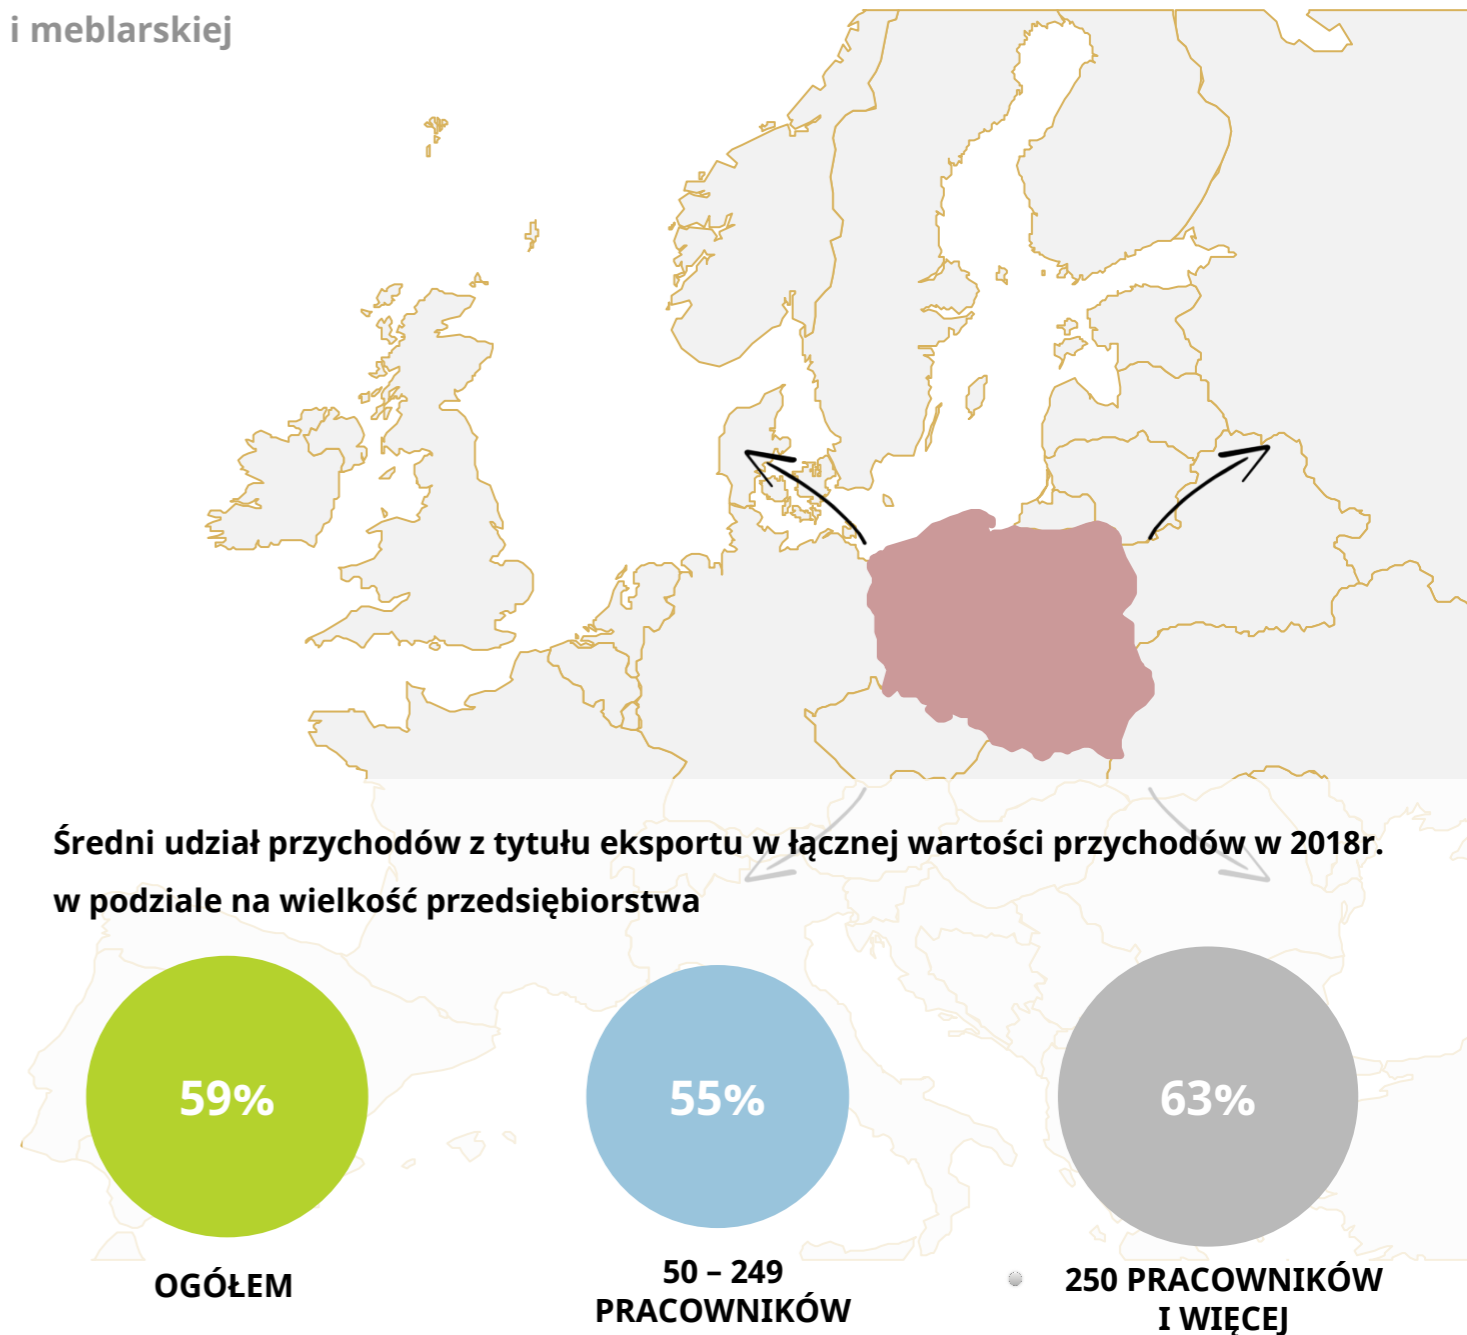 i meblarskiej
Średni udział przychodów z tytułu eksportu w łącznej wartości przychodów w 2018r.
w podziale na wielkość przedsiębiorstwa
59%
55%
63%
OGÓŁEM
50 – 249
PRACOWNIKÓW
250 PRACOWNIKÓW
I WIĘCEJ